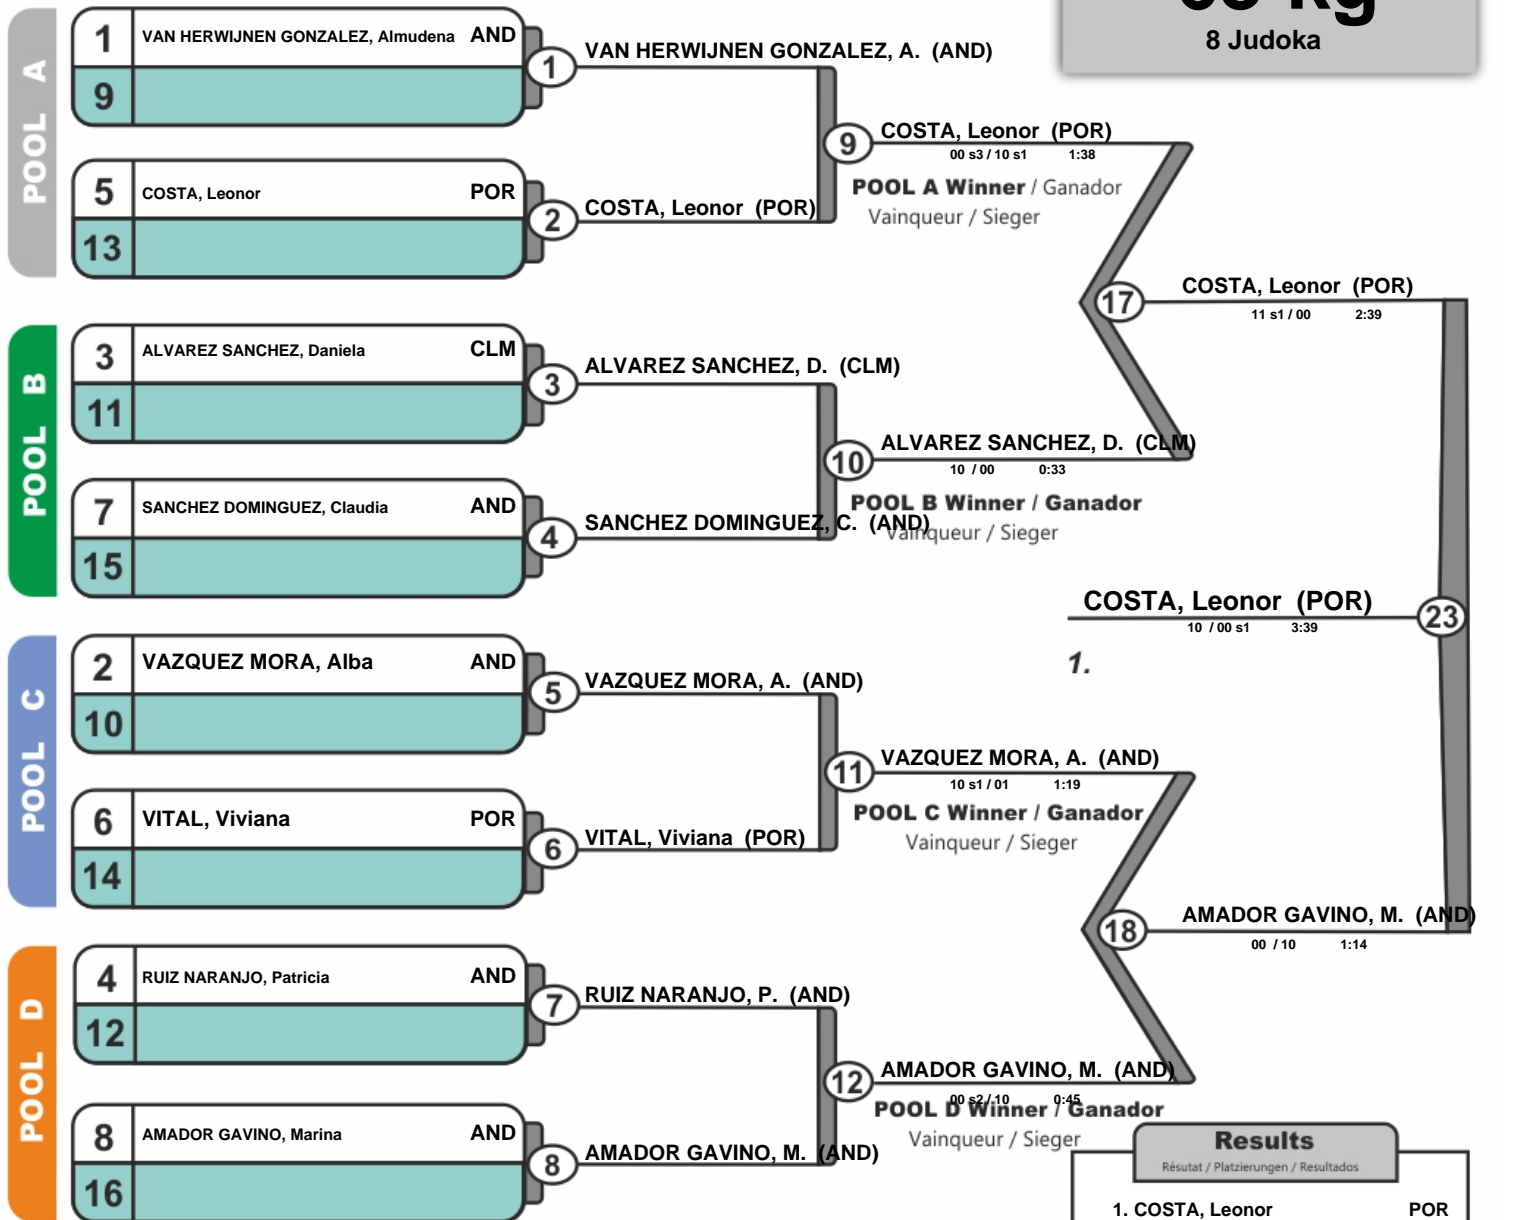 8 Judoka
POOL A
1 VAN HERWIJNEN GONZALEZ, Almudena AND
9
1
VAN HERWIJNEN GONZALEZ, A. (AND)
5 COSTA, Leonor POR
13
2
COSTA, Leonor (POR)
9
COSTA, Leonor (POR)
00 s3 / 10 s1 1:38
POOL A Winner / Ganador
Vainqueur / Sieger
POOL B
3 ALVAREZ SANCHEZ, Daniela CLM
11
3
ALVAREZ SANCHEZ, D. (CLM)
7 SANCHEZ DOMINGUEZ, Claudia AND
15
4
SANCHEZ DOMINGUEZ, C. (AND)
10
ALVAREZ SANCHEZ, D. (CLM)
10 / 00 0:33
POOL B Winner / Ganador
Vainqueur / Sieger
17
COSTA, Leonor (POR)
11 s1 / 00 2:39
COSTA, Leonor (POR)
23
10 / 00 s1 3:39
1.
POOL C
2 VAZQUEZ MORA, Alba AND
10
5
VAZQUEZ MORA, A. (AND)
6 VITAL, Viviana POR
14
6
VITAL, Viviana (POR)
11
VAZQUEZ MORA, A. (AND)
10 s1 / 01 1:19
POOL C Winner / Ganador
Vainqueur / Sieger
18
AMADOR GAVINO, M. (AND)
00 / 10 1:14
POOL D
4 RUIZ NARANJO, Patricia AND
12
7
RUIZ NARANJO, P. (AND)
8 AMADOR GAVINO, Marina AND
16
8
AMADOR GAVINO, M. (AND)
12
AMADOR GAVINO, M. (AND)
00 s2 / 10 0:45
POOL D Winner / Ganador
Vainqueur / Sieger
Results
Résutat / Platzierungen / Resultados
1. COSTA, Leonor POR